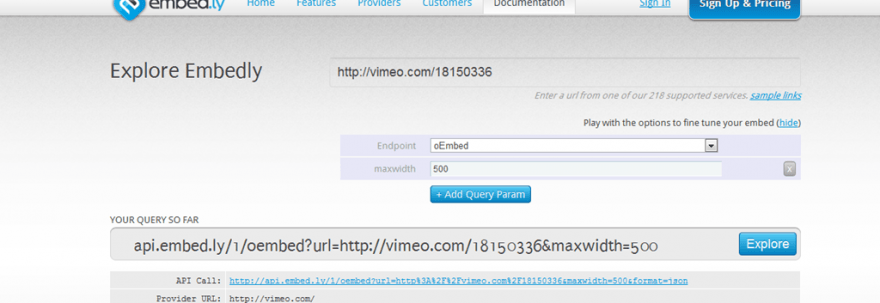 embed.ly Home Features Providers Customers Documentation Sign In Sign Up & Pricing
Explore Embedly
http://vimeo.com/18150336
Enter a url from one of our 218 supported services. sample links
Play with the options to fine tune your embed (hide)
Endpoint oEmbed
maxwidth 500 x
+ Add Query Param
YOUR QUERY SO FAR
api.embed.ly/1/oembed?url=http://vimeo.com/18150336&maxwidth=500 Explore
API Call: http://api.embed.ly/1/oembed?url=http%3A%2F%2Fvimeo.com%2F18150336&maxwidth=500&format=json
Provider URL: http://vimeo.com/